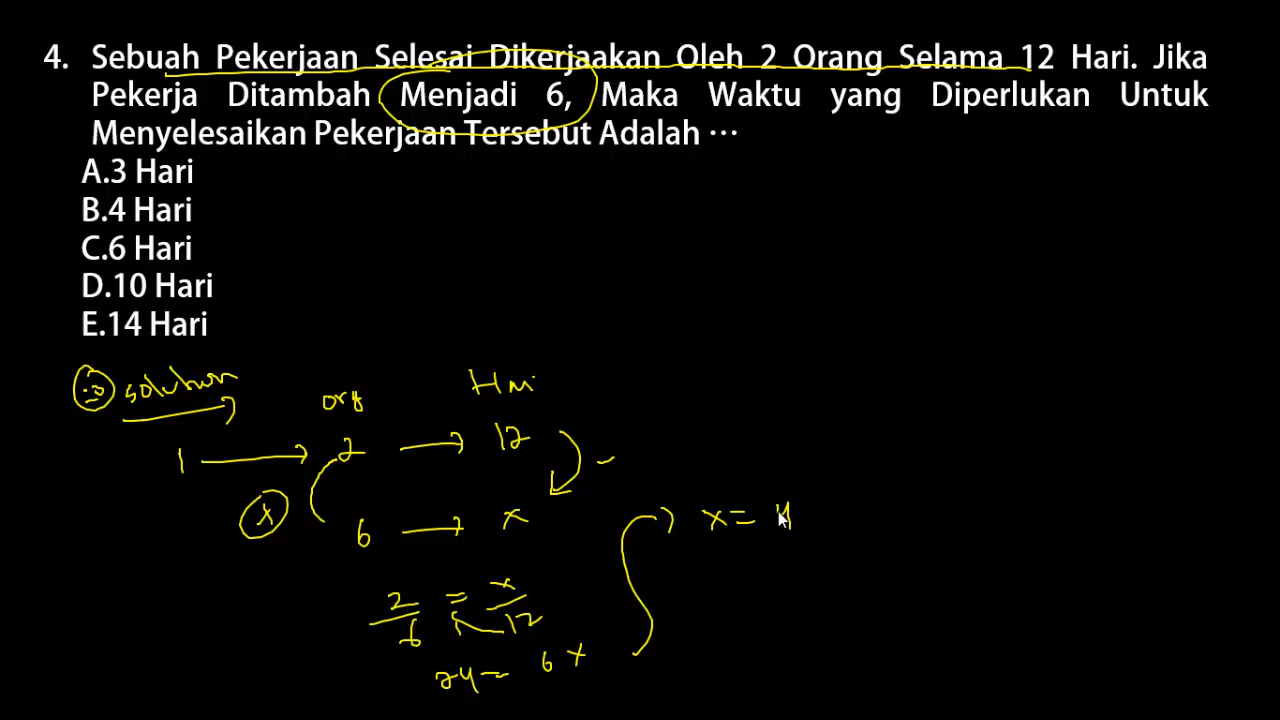 4. Sebuah Pekerjaan Selesai Dikerjaakan Oleh 2 Orang Selama 12 Hari. Jika
Pekerja Ditambah Menjadi 6, Maka Waktu yang Diperlukan Untuk
Menyelesaikan Pekerjaan Tersebut Adalah ⋯
A.3 Hari
B.4 Hari
C.6 Hari
D.10 Hari
E.14 Hari
solution
org Hari
1 → 2 → 12 -
x
6 → x
x = 4
2/6 = x/12
24 = 6x